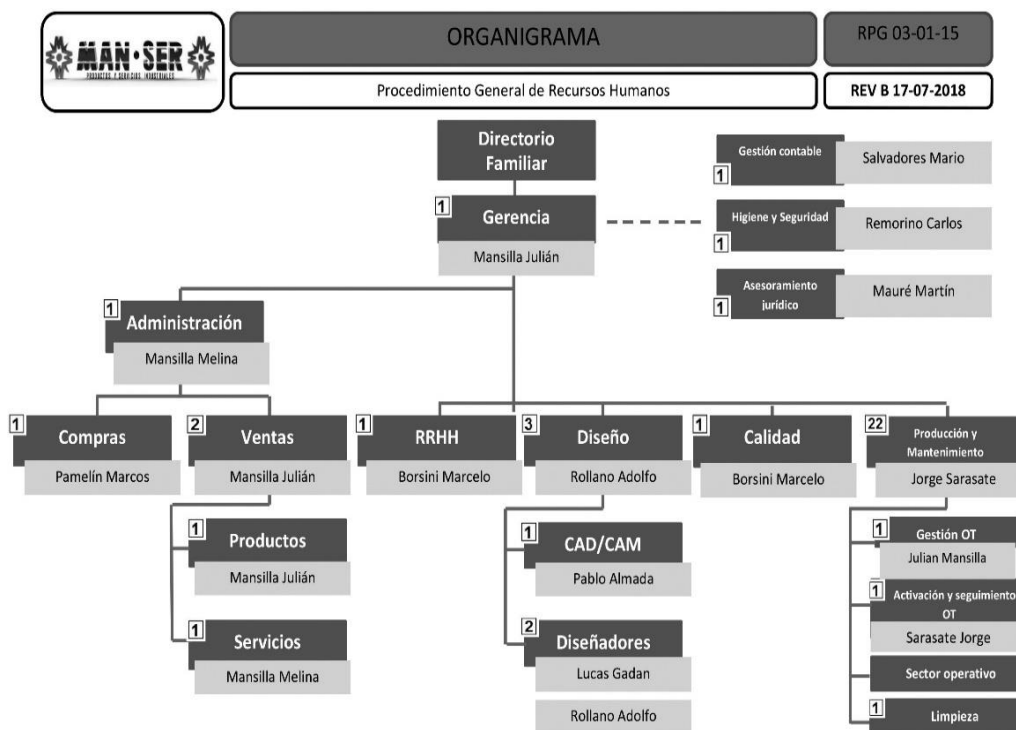 MAN·SER
PRODUCTOS Y SERVICIOS INDUSTRIALES
ORGANIGRAMA
RPG 03-01-15
Procedimiento General de Recursos Humanos
REV B 17-07-2018
Directorio
Familiar
1
Gerencia
Mansilla Julián
Gestión contable
1
Salvadores Mario
Higiene y Seguridad
1
Remorino Carlos
Asesoramiento
jurídico
1
Mauré Martín
1
Administración
Mansilla Melina
1
Compras
Pamelín Marcos
2
Ventas
Mansilla Julián
1
RRHH
Borsini Marcelo
3
Diseño
Rollano Adolfo
1
Calidad
Borsini Marcelo
22
Producción y
Mantenimiento
Jorge Sarasate
1
Productos
Mansilla Julián
1
Servicios
Mansilla Melina
1
CAD/CAM
Pablo Almada
2
Diseñadores
Lucas Gadan
Rollano Adolfo
1
Gestión OT
Julian Mansilla
1
Activación y seguimiento
OT
Sarasate Jorge
Sector operativo
1
Limpieza